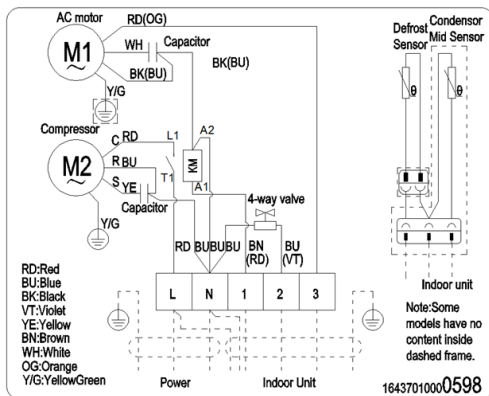 AC motor
RD(OG)
M1
WH
Capacitor
BK(BU)
BK(BU)
Y/G
Compressor
C RD
L1
A2
M2
R BU
KM
S YE
T1
A1
Capacitor
4-way valve
Y/G
RD BU BU BU BN (RD) BU (VT)
L N 1 2 3
RD:Red
BU:Blue
BK:Black
VT:Violet
YE:Yellow
BN:Brown
WH:White
OG:Orange
Y/G:YellowGreen
Power
Indoor Unit
Defrost Sensor
Condensor Mid Sensor
θ
θ
Indoor unit
Note:Some
models have no
content inside
dashed frame.
16437010000598